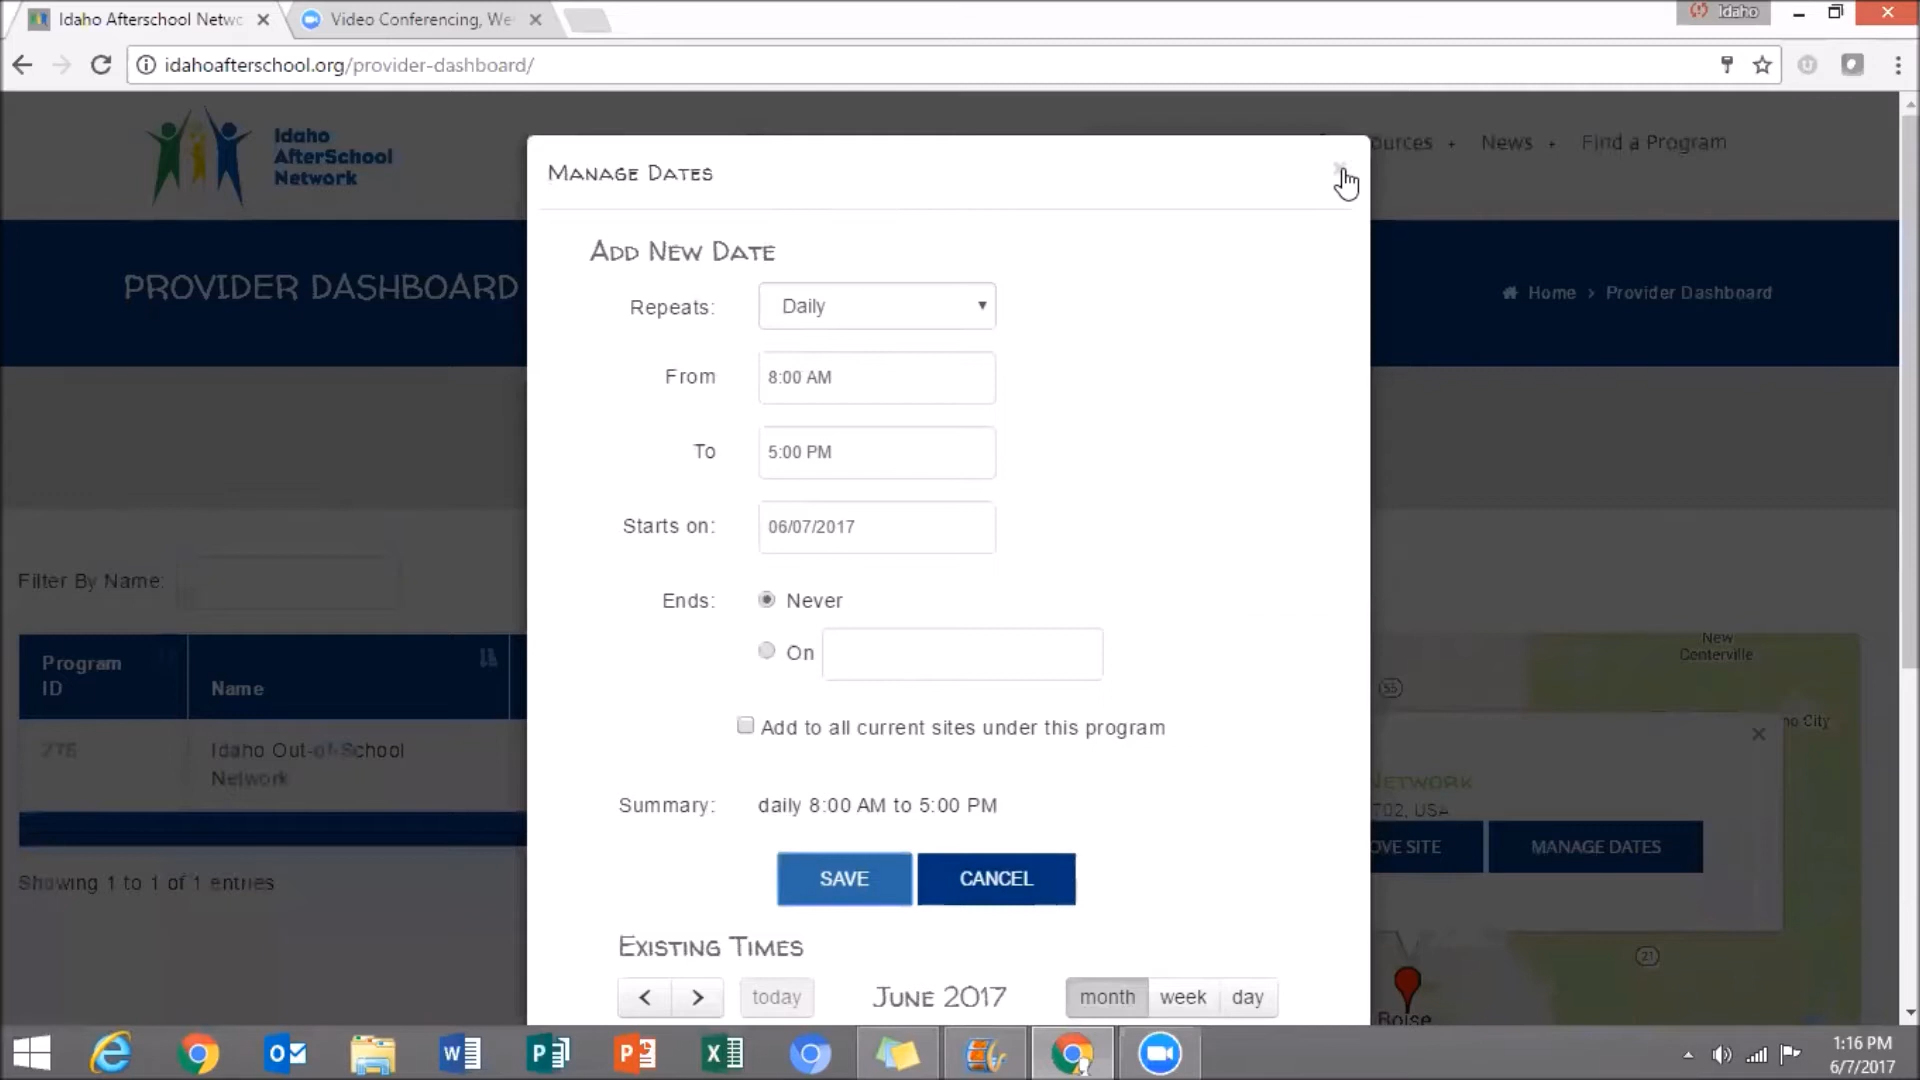 Idaho Afterschool Netwo
Video Conferencing, We
Idaho
idahoafterschool.org/provider-dashboard/
Idaho
AfterSchool
Network
ources + News + Find a Program
PROVIDER DASHBOARD
Home > Provider Dashboard
Manage Dates
Add New Date
Repeats: Daily
From 8:00 AM
To 5:00 PM
Starts on: 06/07/2017
Ends: Never
On
Add to all current sites under this program
Summary: daily 8:00 AM to 5:00 PM
SAVE CANCEL
Existing Times
< > today June 2017 month week day
Filter By Name:
Program
ID
Name
Idaho Out-of-School
Network
Showing 1 to 1 of 1 entries
New
Centerville
55
ho City
Network
702, USA
OVE SITE MANAGE DATES
21
Boise
1:16 PM
6/7/2017